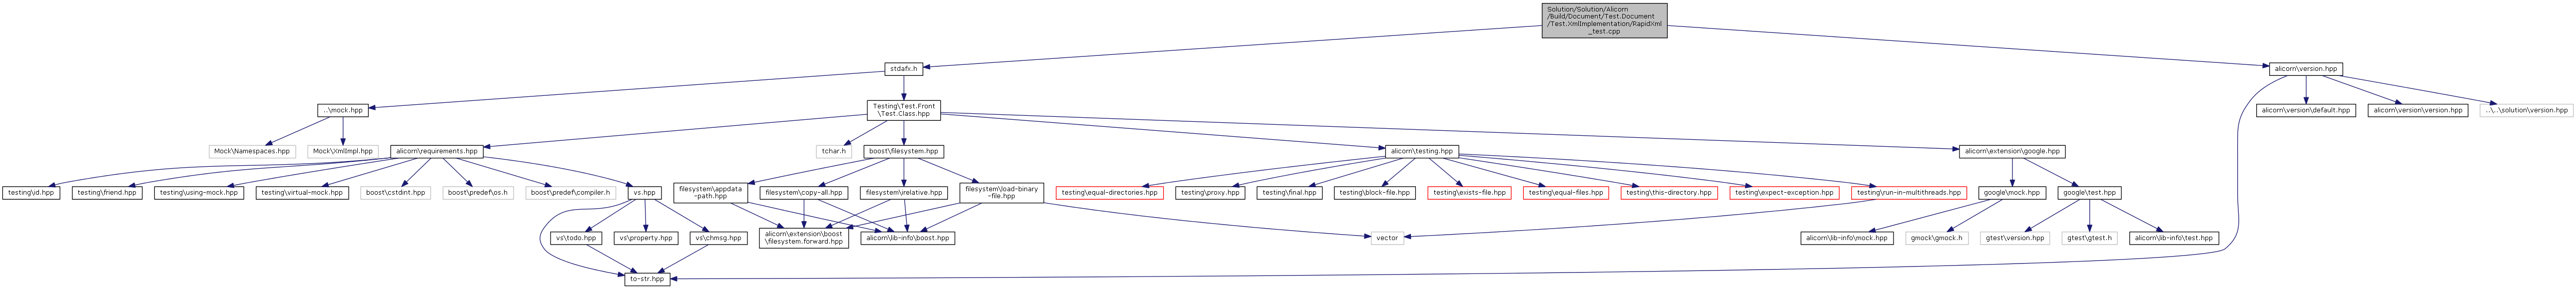 Solution/Solution/Alicorn
/Build/Document/Test.Document
/Test.XmlImplementation/RapidXml
_test.cpp
stdafx.h
alicorn\version.hpp
..\mock.hpp
Testing\Test.Front
\Test.Class.hpp
alicorn\version\default.hpp
alicorn\version\version.hpp
..\..\solution\version.hpp
Mock\Namespaces.hpp
Mock\XmlImpl.hpp
alicorn\requirements.hpp
tchar.h
boost\filesystem.hpp
alicorn\testing.hpp
alicorn\extension\google.hpp
testing\id.hpp
testing\friend.hpp
testing\using-mock.hpp
testing\virtual-mock.hpp
boost\cstdint.hpp
boost\predef\os.h
boost\predef\compiler.h
vs.hpp
filesystem\appdata
-path.hpp
filesystem\copy-all.hpp
filesystem\relative.hpp
filesystem\load-binary
-file.hpp
testing\equal-directories.hpp
testing\proxy.hpp
testing\final.hpp
testing\block-file.hpp
testing\exists-file.hpp
testing\equal-files.hpp
testing\this-directory.hpp
testing\expect-exception.hpp
testing\run-in-multithreads.hpp
google\mock.hpp
google\test.hpp
vs\todo.hpp
vs\property.hpp
vs\chmsg.hpp
alicorn\extension\boost
\filesystem.forward.hpp
alicorn\lib-info\boost.hpp
vector
alicorn\lib-info\mock.hpp
gmock\gmock.h
gtest\version.hpp
gtest\gtest.h
alicorn\lib-info\test.hpp
to-str.hpp